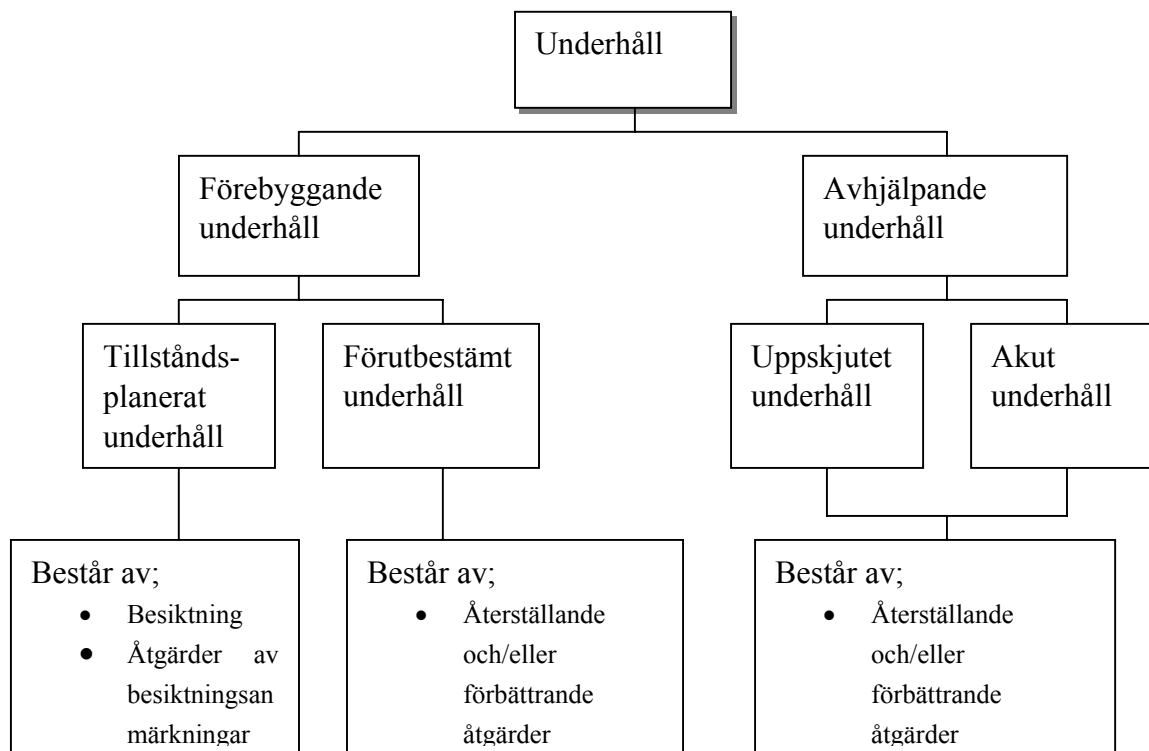 Underhåll
Förebyggande
underhåll
Avhjälpande
underhåll
Tillstånds-
planerat
underhåll
Förutbestämt
underhåll
Uppskjutet
underhåll
Akut
underhåll
Består av;
• Besiktning
• Åtgärder av
besiktningsan
märkningar
Består av;
• Återställande
och/eller
förbättrande
åtgärder
Består av;
• Återställande
och/eller
förbättrande
åtgärder